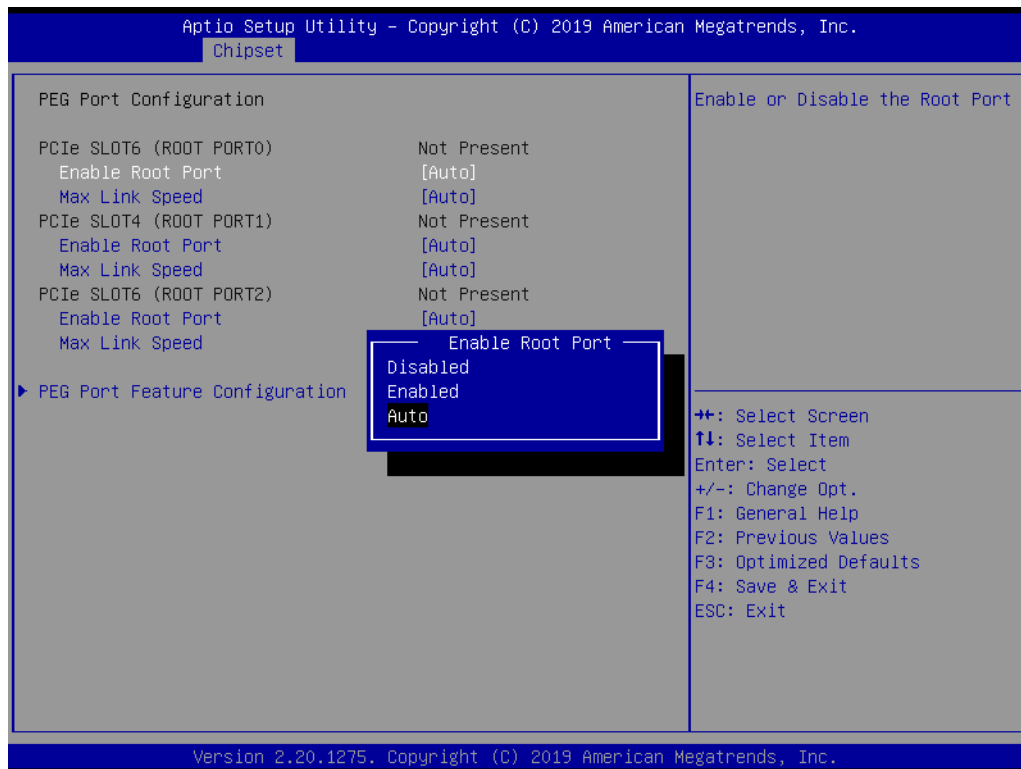 Aptio Setup Utility – Copyright (C) 2019 American Megatrends, Inc.
Chipset
PEG Port Configuration
PCIe SLOT6 (ROOT PORT0) Not Present
Enable Root Port [Auto]
Max Link Speed [Auto]
PCIe SLOT4 (ROOT PORT1) Not Present
Enable Root Port [Auto]
Max Link Speed [Auto]
PCIe SLOT6 (ROOT PORT2) Not Present
Enable Root Port [Auto]
Max Link Speed
PEG Port Feature Configuration
Enable Root Port
Disabled
Enabled
Auto
Enable or Disable the Root Port
→←: Select Screen
↑↓: Select Item
Enter: Select
+/-: Change Opt.
F1: General Help
F2: Previous Values
F3: Optimized Defaults
F4: Save & Exit
ESC: Exit
Version 2.20.1275. Copyright (C) 2019 American Megatrends, Inc.